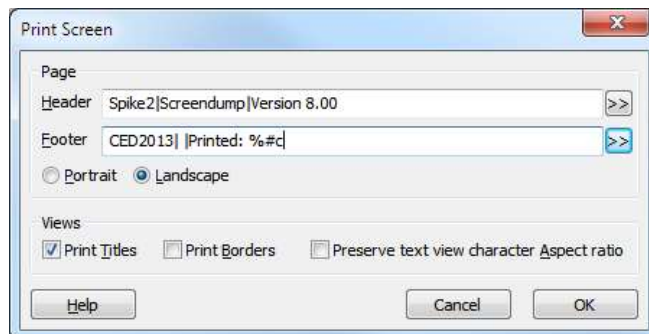 Print Screen
Page
Header Spike2|Screendump|Version 8.00 >>
Footer CED2013| |Printed: %#c >>
Portrait Landscape
Views
Print Titles Print Borders Preserve text view character Aspect ratio
Help Cancel OK